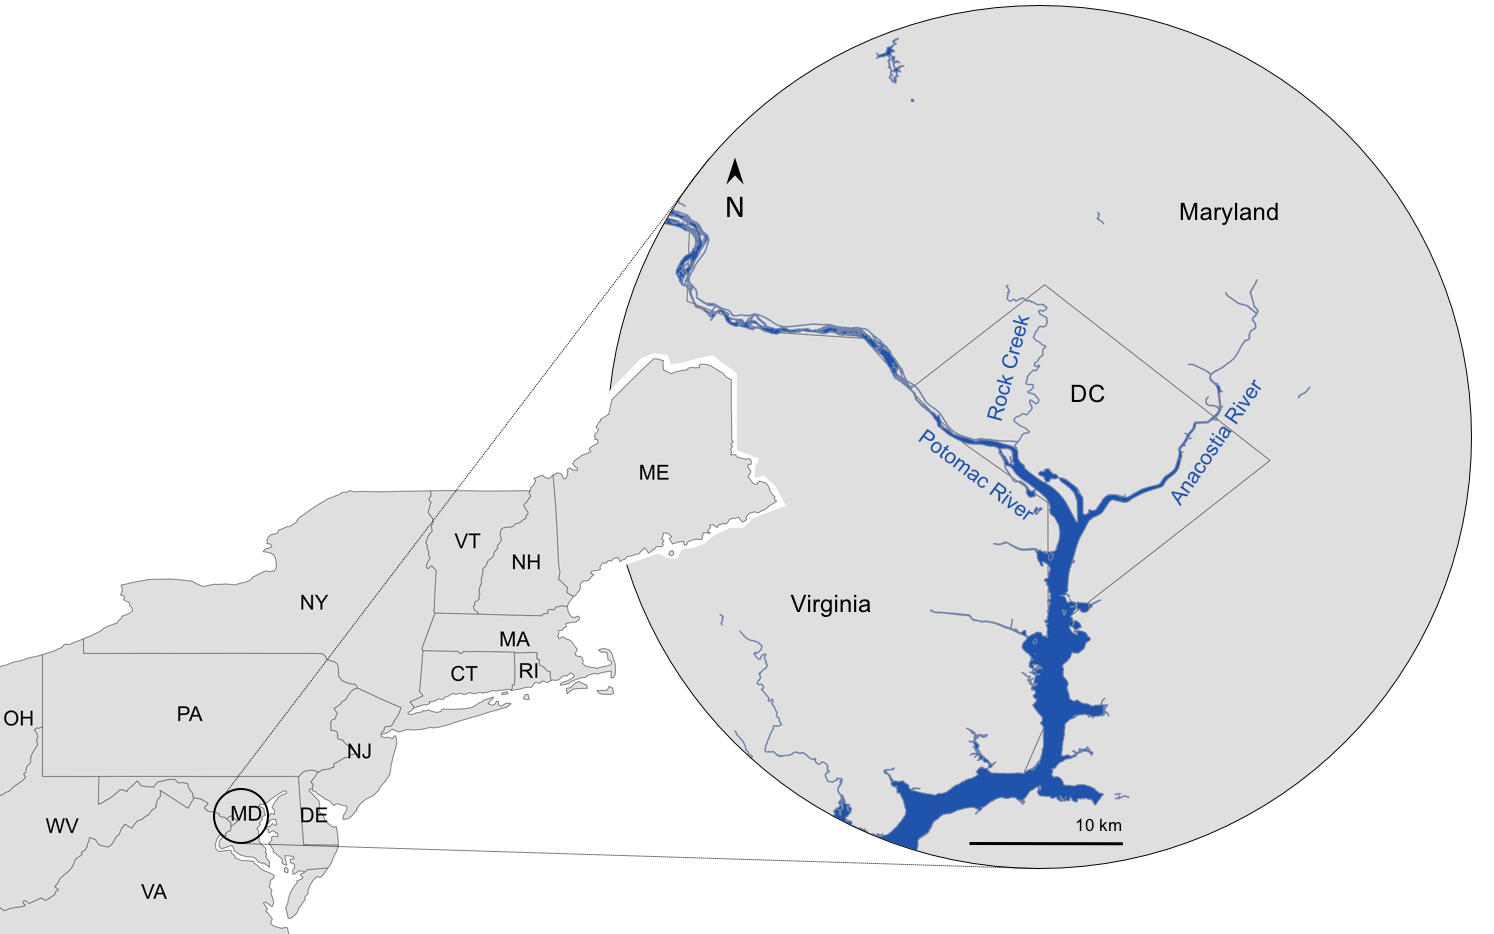 N
Maryland
Rock Creek
DC
Potomac River
Anacostia River
Virginia
10 km
ME
VT
NH
NY
MA
CT
RI
PA
OH
NJ
MD
DE
WV
VA